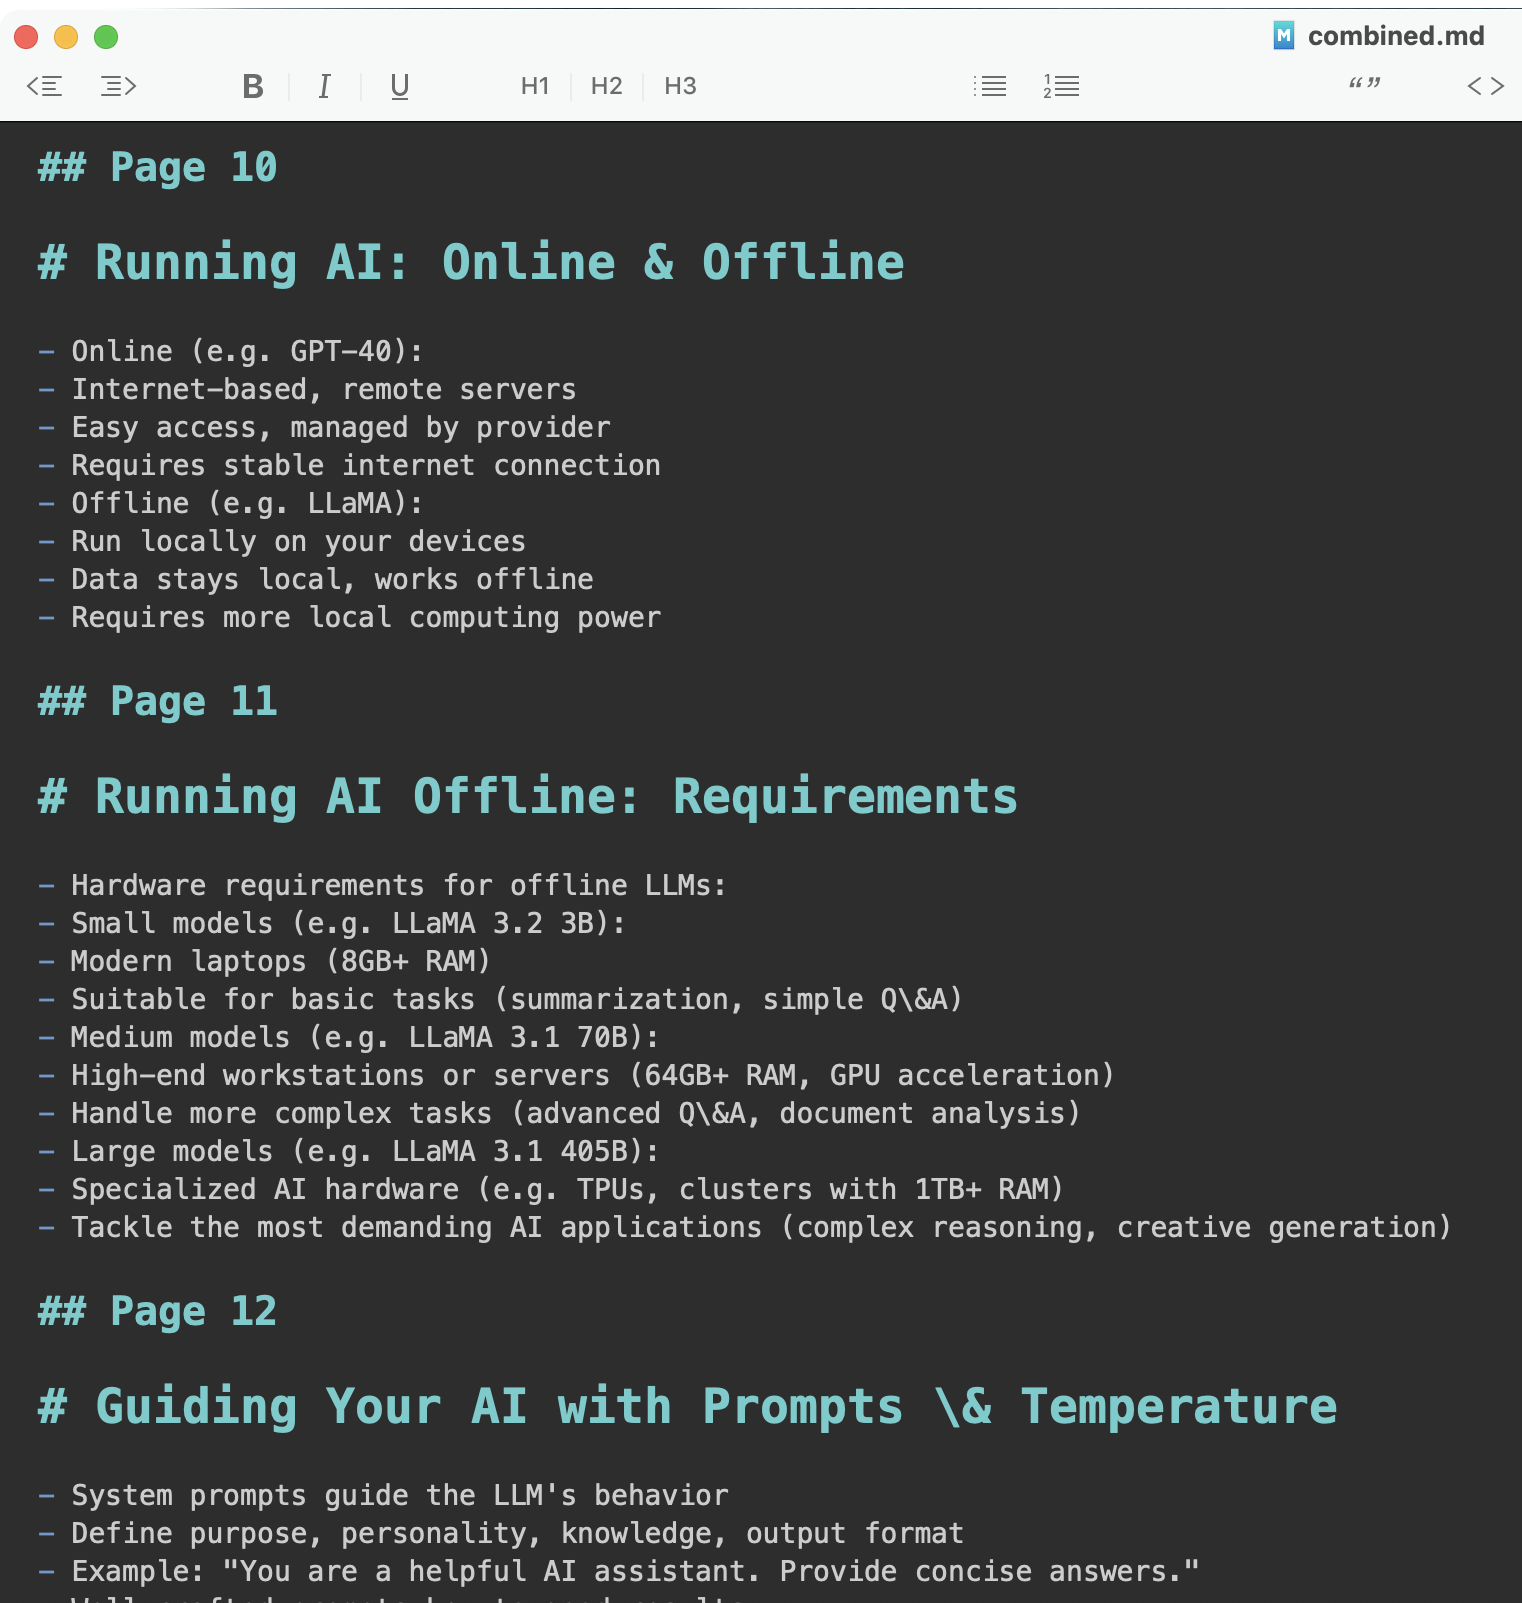 combined.md
B I U H1 H2 H3 “ ” < >
## Page 10
# Running AI: Online & Offline
- Online (e.g. GPT-40):
- Internet-based, remote servers
- Easy access, managed by provider
- Requires stable internet connection
- Offline (e.g. LLaMA):
- Run locally on your devices
- Data stays local, works offline
- Requires more local computing power
## Page 11
# Running AI Offline: Requirements
- Hardware requirements for offline LLMs:
- Small models (e.g. LLaMA 3.2 3B):
- Modern laptops (8GB+ RAM)
- Suitable for basic tasks (summarization, simple Q\&A)
- Medium models (e.g. LLaMA 3.1 70B):
- High-end workstations or servers (64GB+ RAM, GPU acceleration)
- Handle more complex tasks (advanced Q\&A, document analysis)
- Large models (e.g. LLaMA 3.1 405B):
- Specialized AI hardware (e.g. TPUs, clusters with 1TB+ RAM)
- Tackle the most demanding AI applications (complex reasoning, creative generation)
## Page 12
# Guiding Your AI with Prompts \& Temperature
- System prompts guide the LLM's behavior
- Define purpose, personality, knowledge, output format
- Example: "You are a helpful AI assistant. Provide concise answers."